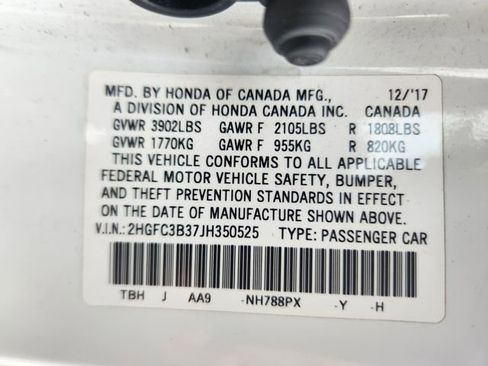 MFD. BY HONDA OF CANADA MFG., 12/'17
A DIVISION OF HONDA CANADA INC. CANADA
GVWR 3902LBS GAWR F 2105LBS R 1808LBS
GVWR 1770KG GAWR F 955KG R 820KG
THIS VEHICLE CONFORMS TO ALL APPLICABLE
FEDERAL MOTOR VEHICLE SAFETY, BUMPER,
AND THEFT PREVENTION STANDARDS IN EFFECT
ON THE DATE OF MANUFACTURE SHOWN ABOVE.
V.I.N.: 2HGFC3B37JH350525 TYPE: PASSENGER CAR
TBH J AA9 -NH788PX -Y -H